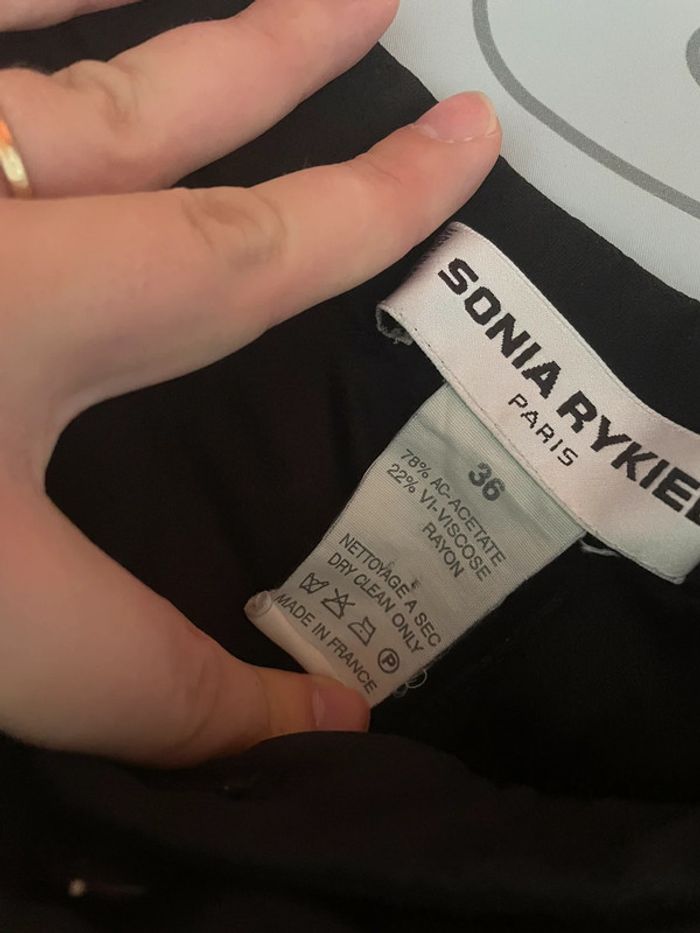 SONIA RYKIEL
PARIS
36
78% AC-ACETATE
22% VI-VISCOSE
RAYON
NETTOYAGE A SEC
DRY CLEAN ONLY
P
MADE IN FRANCE